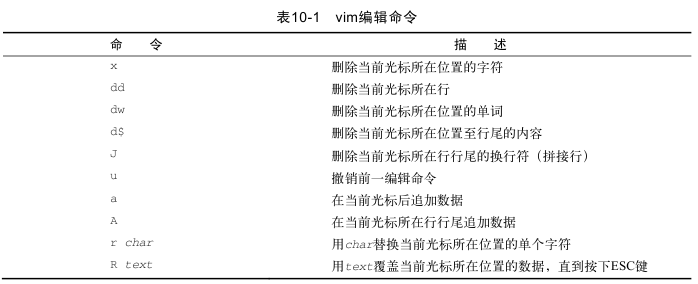 表10-1 vim编辑命令
命 令 描 述
x 删除当前光标所在位置的字符
dd 删除当前光标所在行
dw 删除当前光标所在位置的单词
d$ 删除当前光标所在位置至行尾的内容
J 删除当前光标所在行行尾的换行符（拼接行）
u 撤销前一编辑命令
a 在当前光标后追加数据
A 在当前光标所在行行尾追加数据
r char 用char替换当前光标所在位置的单个字符
R text 用text覆盖当前光标所在位置的数据，直到按下ESC键